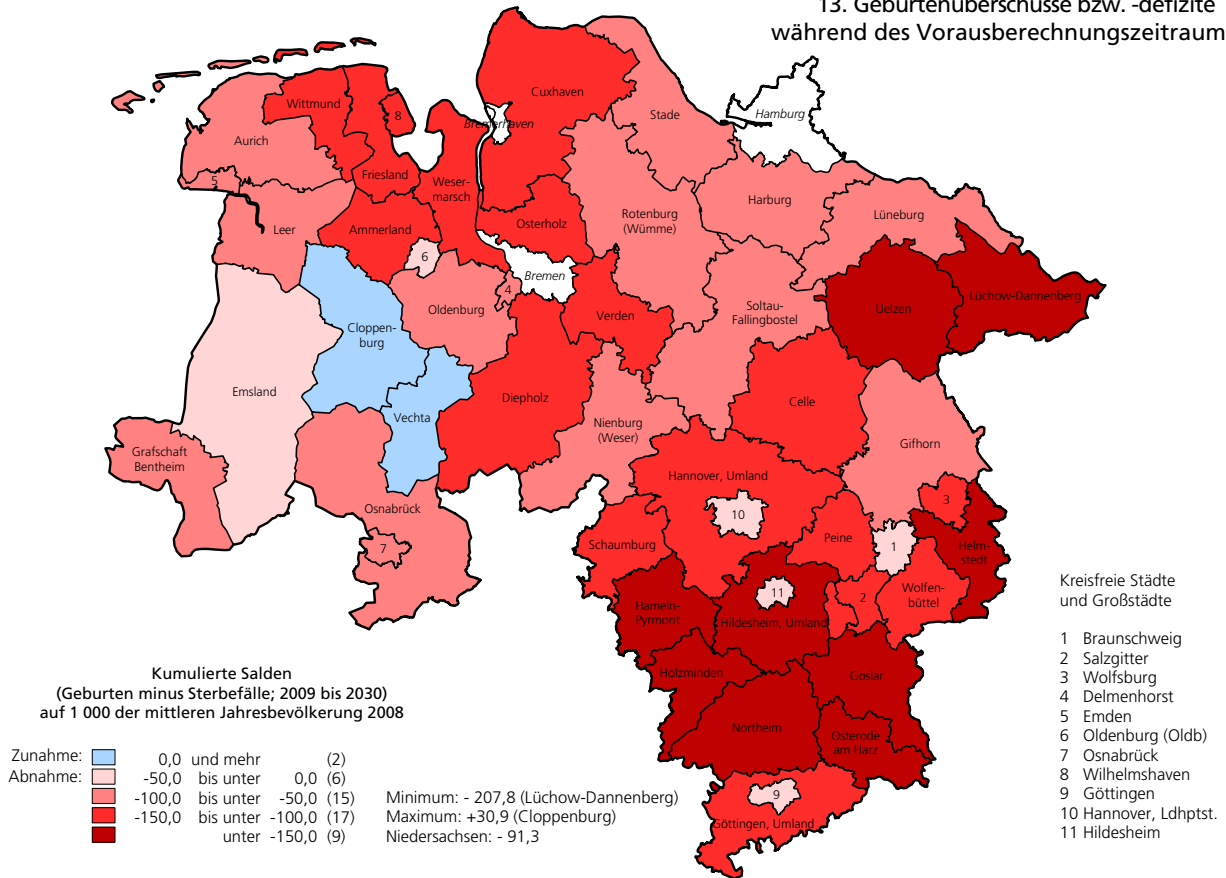 13. Geburtenüberschüsse bzw. -defizite
während des Vorausberechnungszeitraum
Cuxhaven
Wittmund
8
Bremerhaven
Stade
Hamburg
Aurich
5
Friesland
Weser-
marsch
Harburg
Lüneburg
Leer
Ammerland
Osterholz
Rotenburg
(Wümme)
6
Bremen
4
Oldenburg
Verden
Soltau-
Fallingbostel
Uelzen
Lüchow-Dannenberg
Cloppen-
burg
Emsland
Vechta
Diepholz
Celle
Nienburg
(Weser)
Gifhorn
Grafschaft
Bentheim
Hannover, Umland
3
Osnabrück
10
7
Schaumburg
Peine
1
Helm-
stedt
11
2
Wolfen-
büttel
Hameln-
Pyrmont
Hildesheim, Umland
Holzminden
Goslar
Northeim
Osterode
am Harz
9
Göttingen, Umland
Kreisfreie Städte
und Großstädte
1 Braunschweig
2 Salzgitter
3 Wolfsburg
4 Delmenhorst
5 Emden
6 Oldenburg (Oldb)
7 Osnabrück
8 Wilhelmshaven
9 Göttingen
10 Hannover, Ldhptst.
11 Hildesheim
Kumulierte Salden
(Geburten minus Sterbefälle; 2009 bis 2030)
auf 1 000 der mittleren Jahresbevölkerung 2008
Zunahme: 0,0 und mehr (2)
Abnahme: -50,0 bis unter 0,0 (6)
-100,0 bis unter -50,0 (15) Minimum: - 207,8 (Lüchow-Dannenberg)
-150,0 bis unter -100,0 (17) Maximum: +30,9 (Cloppenburg)
unter -150,0 (9) Niedersachsen: - 91,3